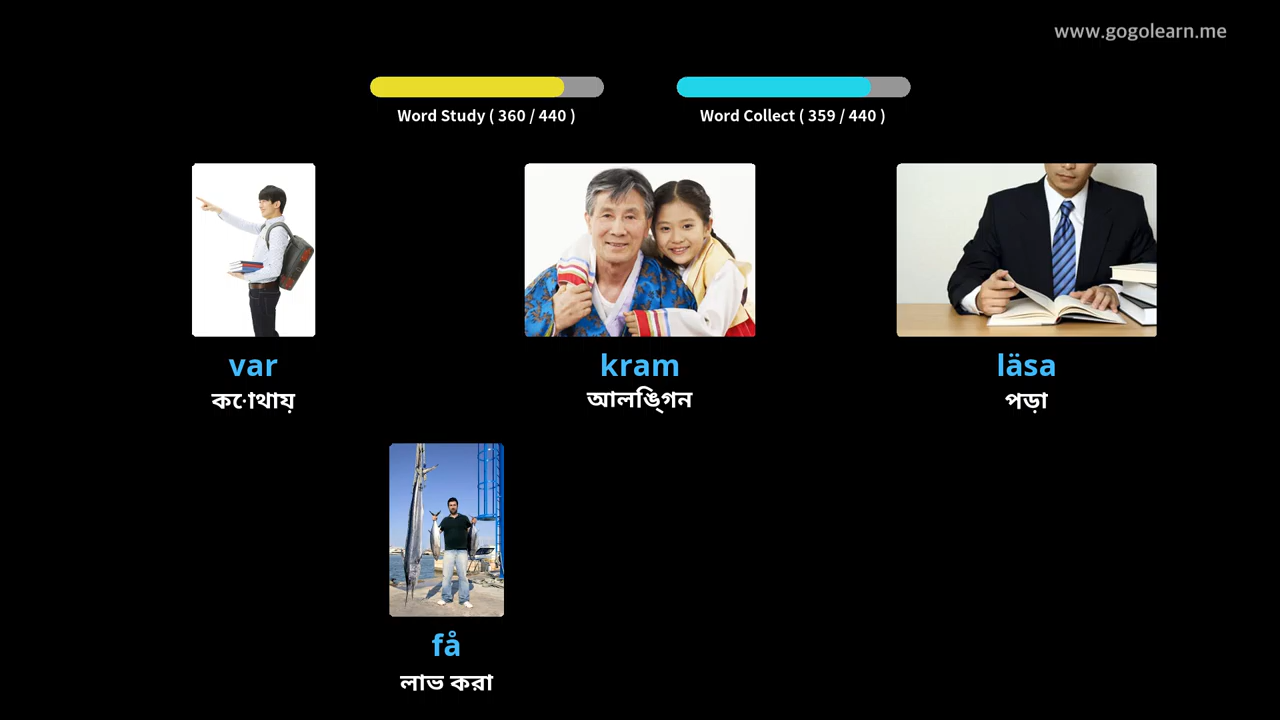 www.gogolearn.me
Word Study ( 360 / 440 )
Word Collect ( 359 / 440 )
var
কোথায়
kram
আলিঙ্গন
läsa
পড়া
få
লাভ করা